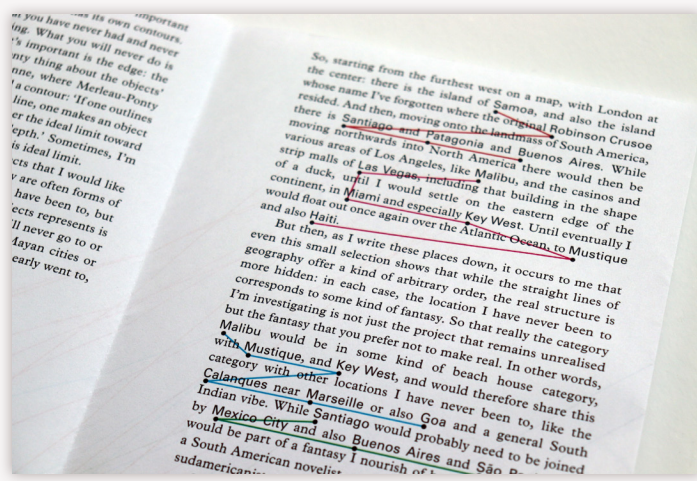 important
as its own contours.
you have never had and never
ing. What you will never do is
's important is the edge: the
nty thing about the objects'
nne, where Merleau-Ponty
a contour: 'If one outlines
line, one makes an object
er the ideal limit toward
epth.' Sometimes, I'm
is ideal limit.
cts that I would like
are often forms of
have been to, but
ects represents is
'll never go to or
Mayan cities or
early went to,
So, starting from the furthest west on a map, with London at
the center: there is the island of Samoa, and also the island
whose name I've forgotten where the original Robinson Crusoe
resided. And then, moving onto the landmass of South America,
there is Santiago and Patagonia and Buenos Aires. While
moving northwards into North America there would then be
various areas of Los Angeles, like Malibu, and the casinos and
strip malls of Las Vegas, including that building in the shape
of a duck, until I would settle on the eastern edge of the
continent, in Miami and especially Key West. Until eventually I
would float out once again over the Atlantic Ocean, to Mustique
and also Haiti.
But then, as I write these places down, it occurs to me that
even this small selection shows that while the straight lines of
geography offer a kind of arbitrary order, the real structure is
more hidden: in each case, the location I have never been to
corresponds to some kind of fantasy. So that really the category
I'm investigating is not just the project that remains unrealised
but the fantasy that you prefer not to make real. In other words,
Malibu would be in some kind of beach house category,
with Mustique, and Key West, and would therefore share this
category with other locations I have never been to, like the
Calanques near Marseille or also Goa and a general South
Indian vibe. While Santiago would probably need to be joined
by Mexico City and also Buenos Aires and São
would be part of a fantasy I nourish of
a South American novelist
sudamericani